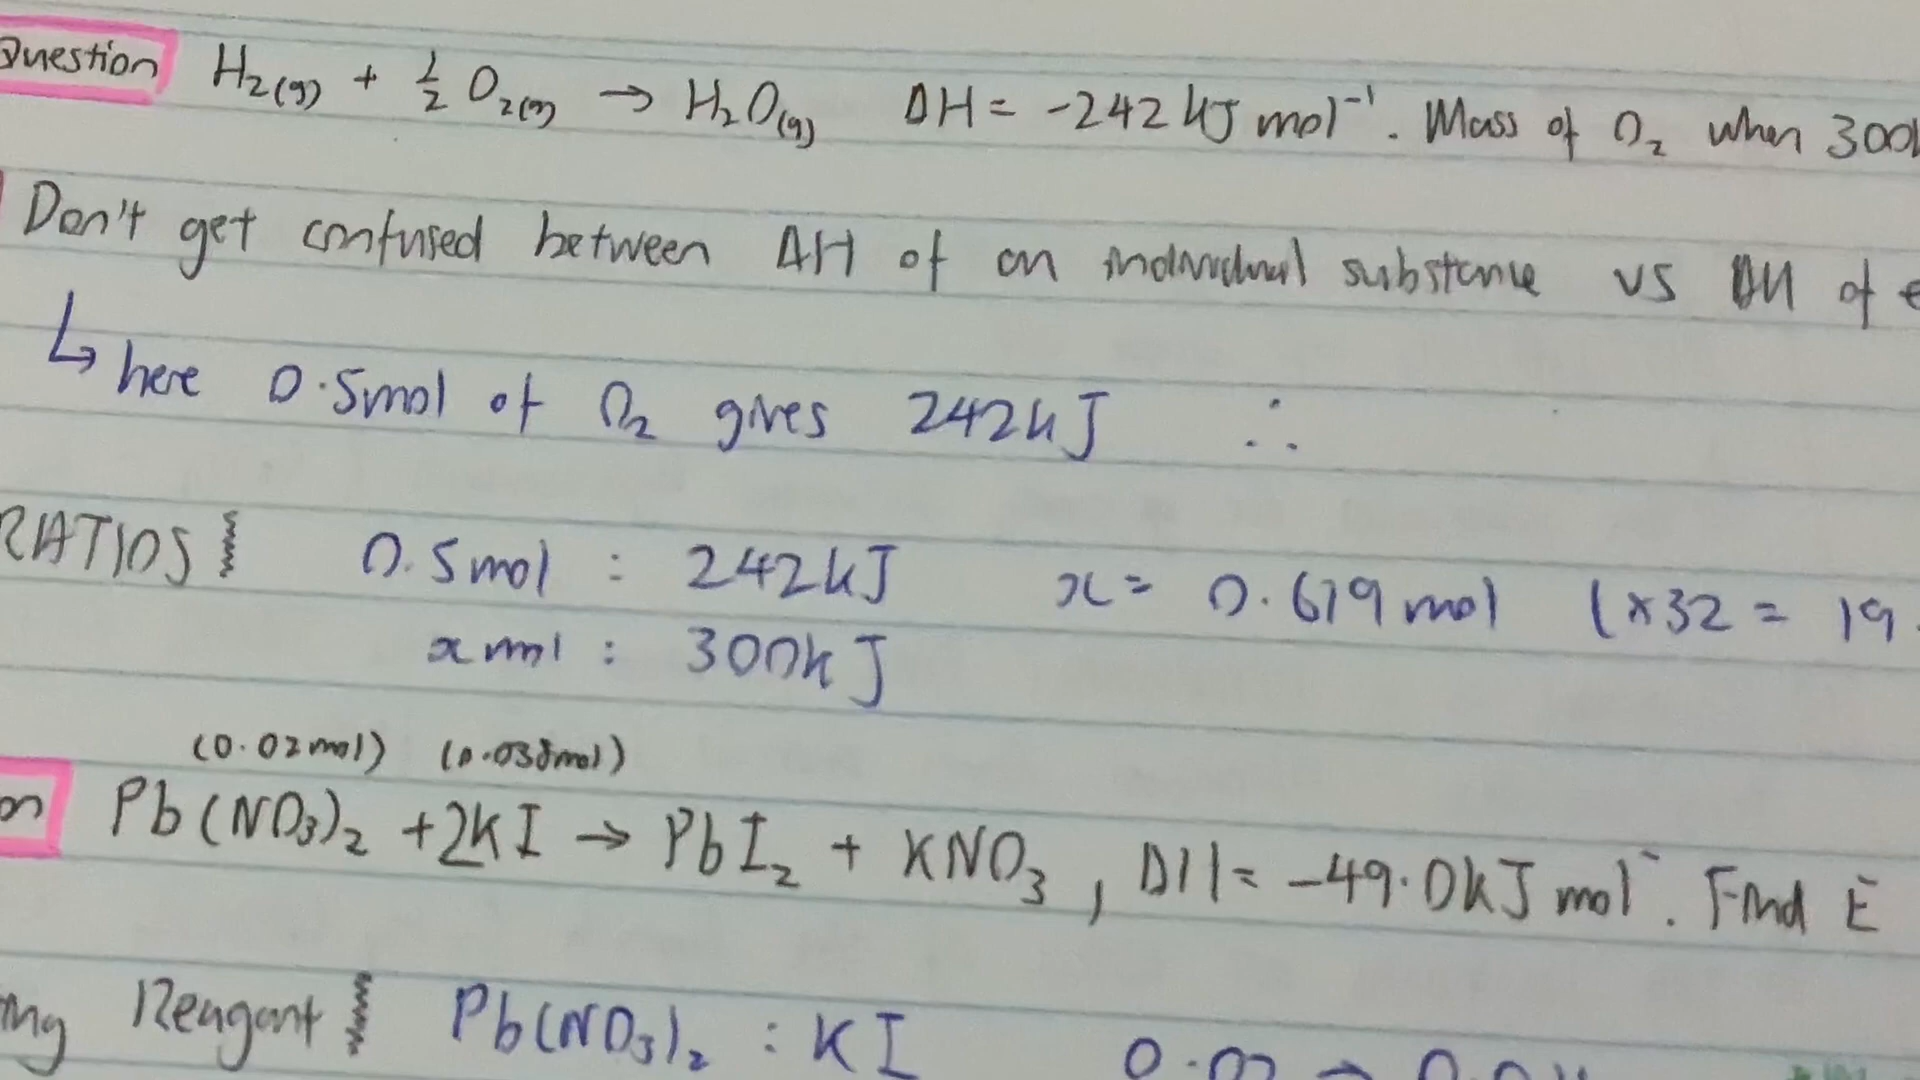 Question H₂(g) + ½ O₂(g) → H₂O(g) ΔH = -242 kJ mol⁻¹. Mass of O₂ when 300k
Don't get confused between ΔH of an individual substance vs ΔH of e
↳ here 0.5mol of O₂ gives 242kJ ∴
RATIOS 0.5mol : 242kJ x = 0.619 mol (×32 = 19.
x mol : 300kJ
(0.02mol) (0.038mol)
on Pb(NO₃)₂ + 2KI → PbI₂ + KNO₃, ΔH = -49.0kJ mol⁻. Find E
ing Reagent Pb(NO₃)₂ : KI